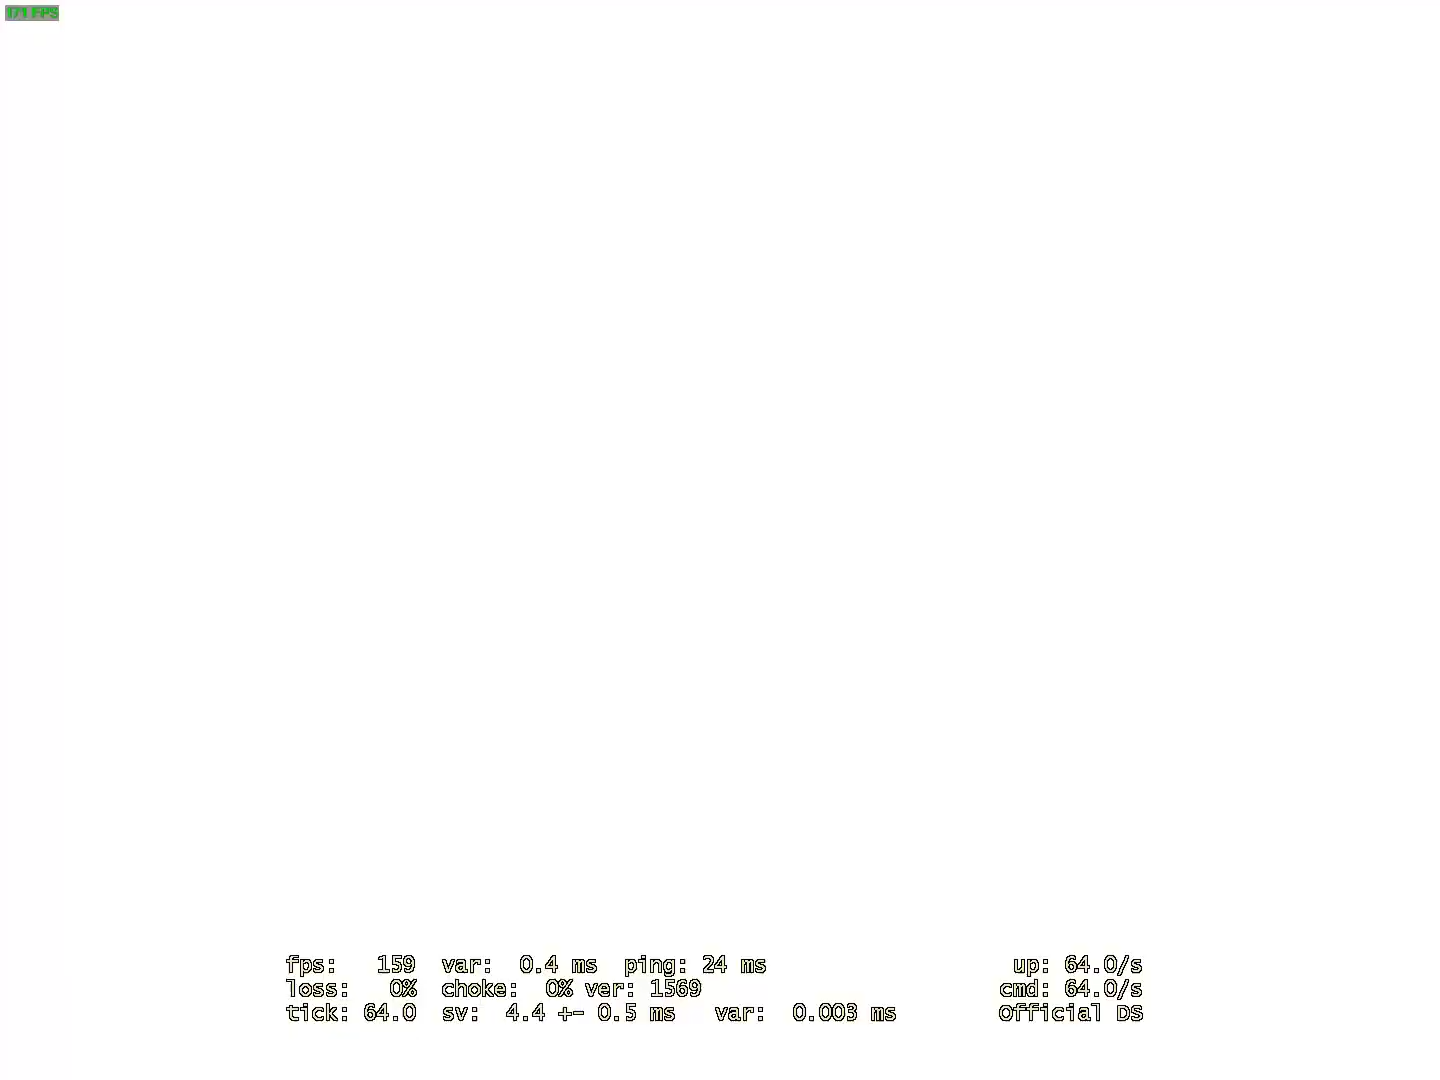 171 FPS
fps: 159 var: 0.4 ms ping: 24 ms up: 64.0/s
loss: 0% choke: 0% ver: 1569 cmd: 64.0/s
tick: 64.0 sv: 4.4 +- 0.5 ms var: 0.003 ms Official DS